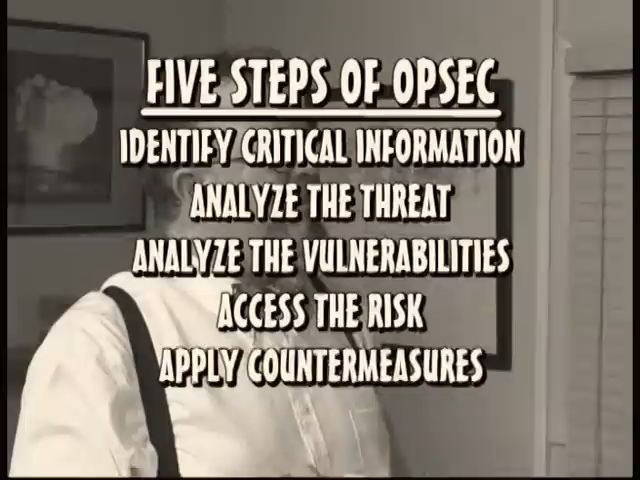 FIVE STEPS OF OPSEC
IDENTIFY CRITICAL INFORMATION
ANALYZE THE THREAT
ANALYZE THE VULNERABILITIES
ACCESS THE RISK
APPLY COUNTERMEASURES